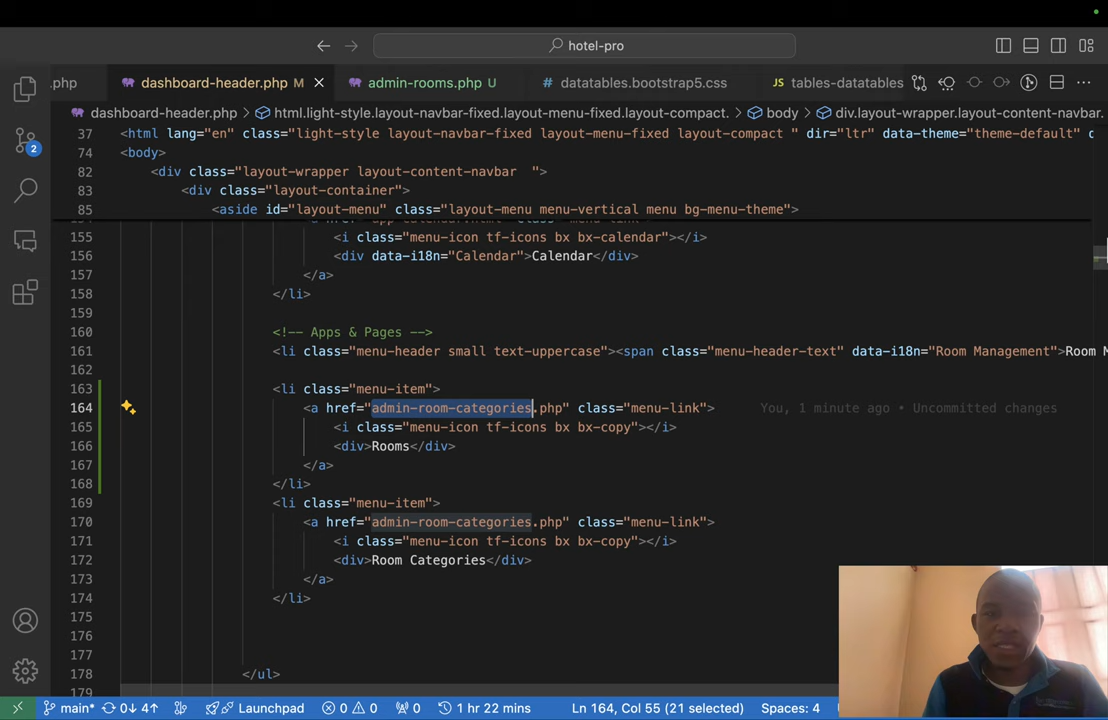 hotel-pro
.php
dashboard-header.php M
admin-rooms.php U
# datatables.bootstrap5.css
JS tables-datatables
dashboard-header.php > html.light-style.layout-navbar-fixed.layout-menu-fixed.layout-compact. > body > div.layout-wrapper.layout-content-navbar.
37 <html lang="en" class="light-style layout-navbar-fixed layout-menu-fixed layout-compact " dir="ltr" data-theme="theme-default"
74 <body>
82 <div class="layout-wrapper layout-content-navbar  ">
83 <div class="layout-container">
85 <aside id="layout-menu" class="layout-menu menu-vertical menu bg-menu-theme">
155 <i class="menu-icon tf-icons bx bx-calendar"></i>
156 <div data-i18n="Calendar">Calendar</div>
157 </a>
158 </li>
159
160 <!-- Apps & Pages -->
161 <li class="menu-header small text-uppercase"><span class="menu-header-text" data-i18n="Room Management">Room M
162
163 <li class="menu-item">
164 <a href="admin-room-categories.php" class="menu-link"> You, 1 minute ago • Uncommitted changes
165 <i class="menu-icon tf-icons bx bx-copy"></i>
166 <div>Rooms</div>
167 </a>
168 </li>
169 <li class="menu-item">
170 <a href="admin-room-categories.php" class="menu-link">
171 <i class="menu-icon tf-icons bx bx-copy"></i>
172 <div>Room Categories</div>
173 </a>
174 </li>
175
176
177
178 </ul>
179
2
main* 0↓ 4↑ Launchpad 0 0 0 1 hr 22 mins Ln 164, Col 55 (21 selected) Spaces: 4